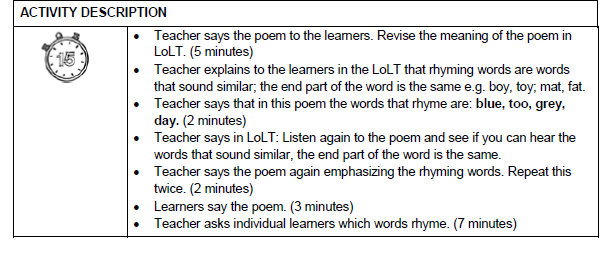 ACTIVITY DESCRIPTION
15
• Teacher says the poem to the learners. Revise the meaning of the poem in
LoLT. (5 minutes)
• Teacher explains to the learners in the LoLT that rhyming words are words
that sound similar; the end part of the word is the same e.g. boy, toy; mat, fat.
• Teacher says that in this poem the words that rhyme are: blue, too, grey,
day. (2 minutes)
• Teacher says in LoLT: Listen again to the poem and see if you can hear the
words that sound similar, the end part of the word is the same.
• Teacher says the poem again emphasizing the rhyming words. Repeat this
twice. (2 minutes)
• Learners say the poem. (3 minutes)
• Teacher asks individual learners which words rhyme. (7 minutes)